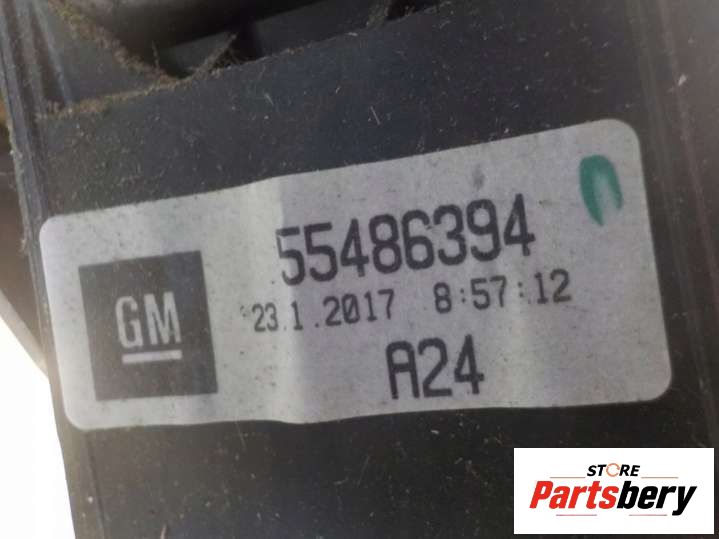 55486394
GM
23.1.2017 8:57:12
A24
STORE
Partsbery